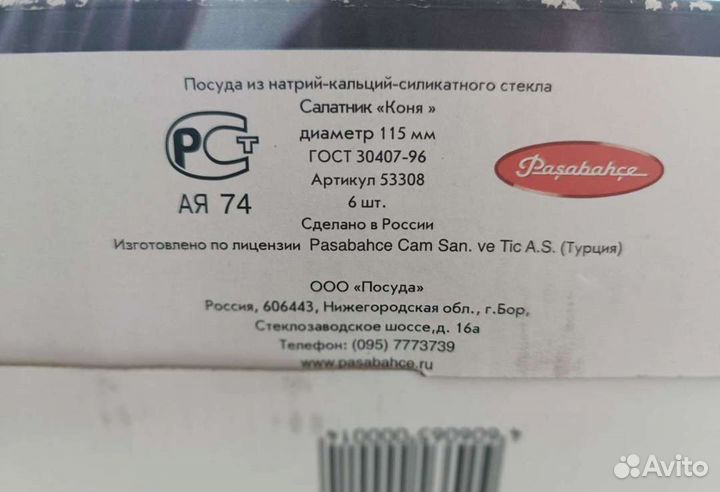 Посуда из натрий-кальций-силикатного стекла
Салатник «Коня »
диаметр 115 мм
ГОСТ 30407-96
Артикул 53308
6 шт.
Сделано в России
Изготовлено по лицензии Pasabahce Cam San. ve Tic A.S. (Турция)
РСТ
АЯ 74
Paşabahçe
ООО «Посуда»
Россия, 606443, Нижегородская обл., г.Бор,
Стеклозаводское шоссе,д. 16а
Телефон: (095) 7773739
www.pasabahce.ru
Avito